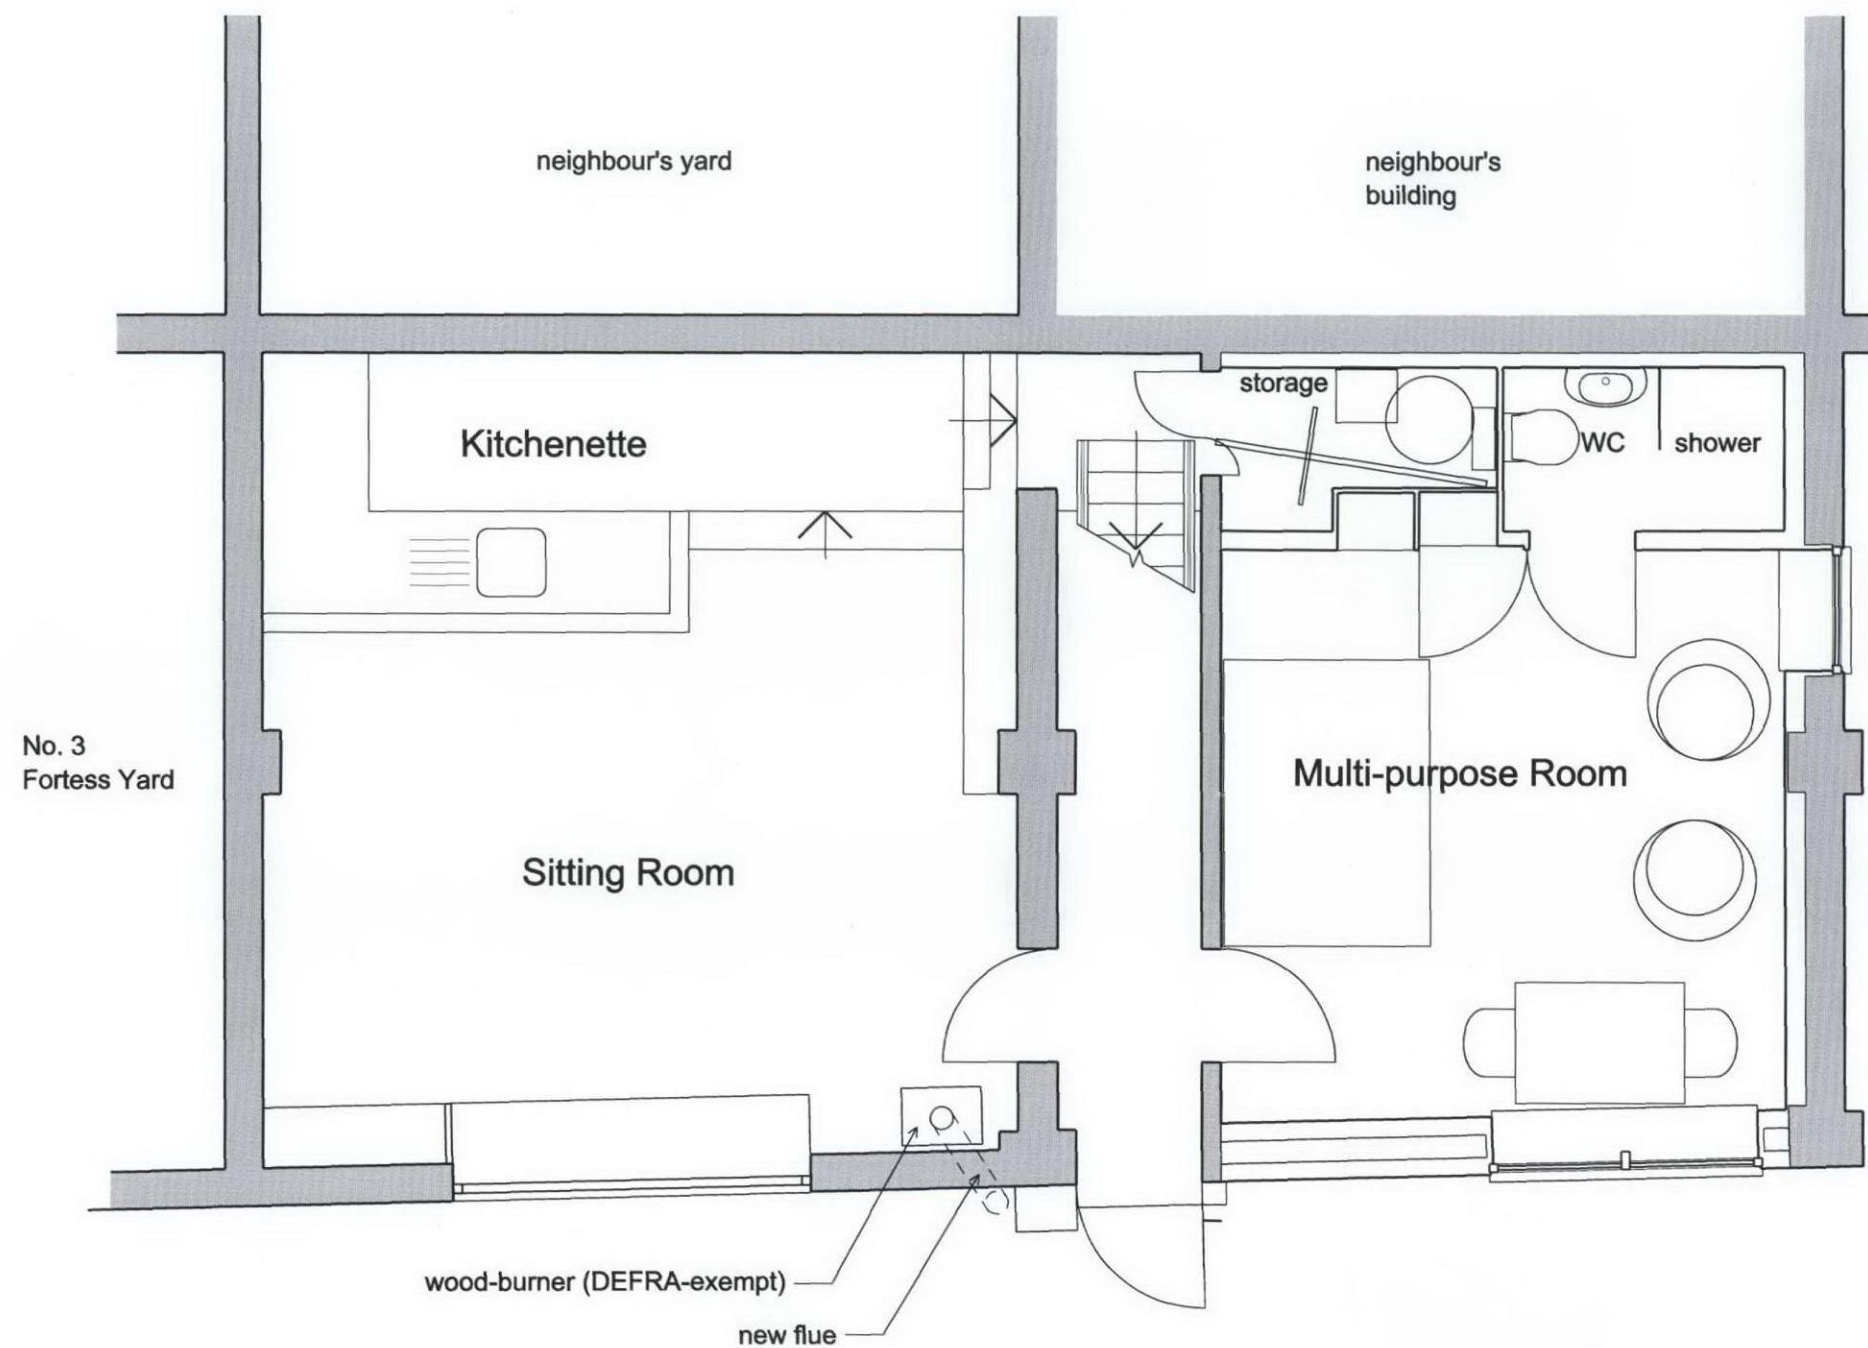 neighbour's yard
neighbour's
building
storage
Kitchenette
WC
shower
No. 3
Fortess Yard
Multi-purpose Room
Sitting Room
wood-burner (DEFRA-exempt)
new flue